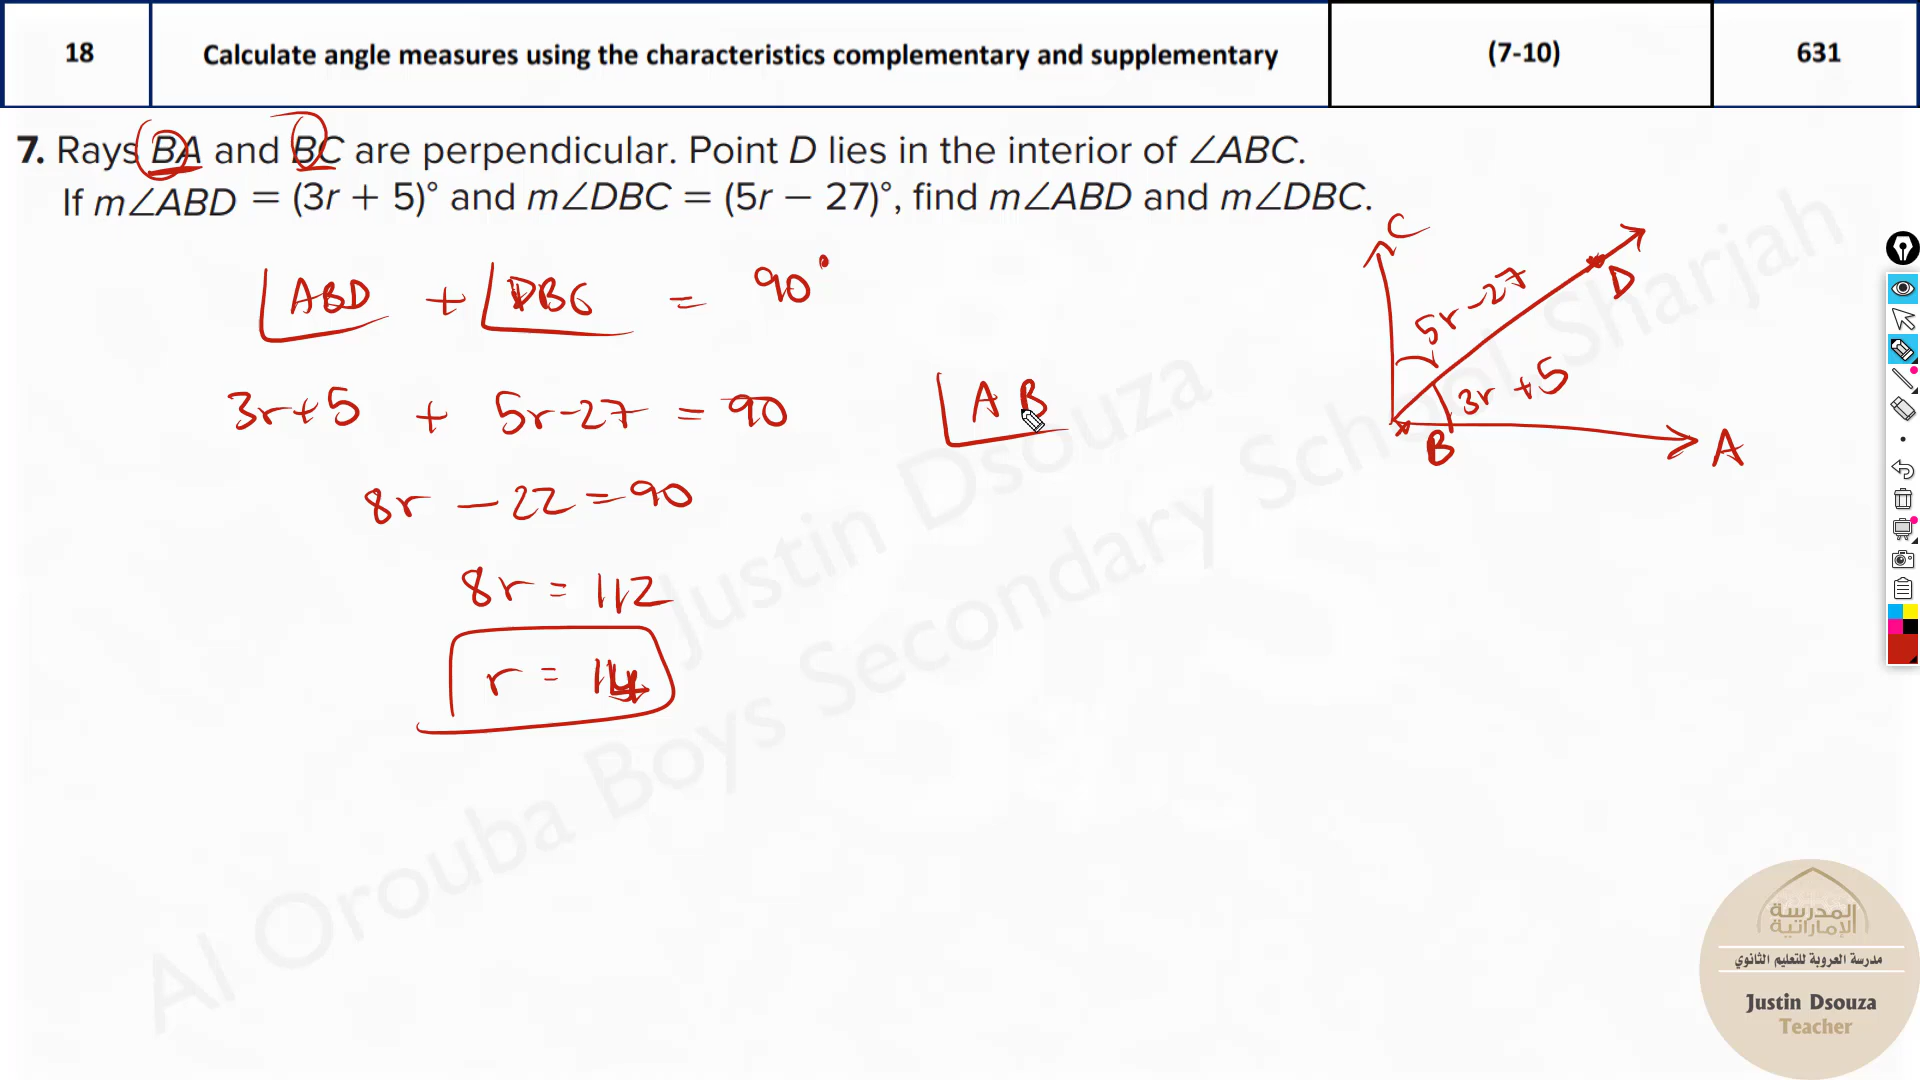 18
Calculate angle measures using the characteristics complementary and supplementary
(7-10)
631
7. Rays BA and BC are perpendicular. Point D lies in the interior of ∠ABC.
If m∠ABD = (3r + 5)° and m∠DBC = (5r − 27)°, find m∠ABD and m∠DBC.
∠ABD + ∠DBC = 90°
3r+5 + 5r-27 = 90
8r - 22 = 90
8r = 112
r = 14
∠AB
C
D
5r-27
3r+5
B
A
Justin Dsouza
Al Orouba Boys Secondary School Sharjah
المدرسة
الإماراتية
مدرسة العروبة للتعليم الثانوي
Justin Dsouza
Teacher